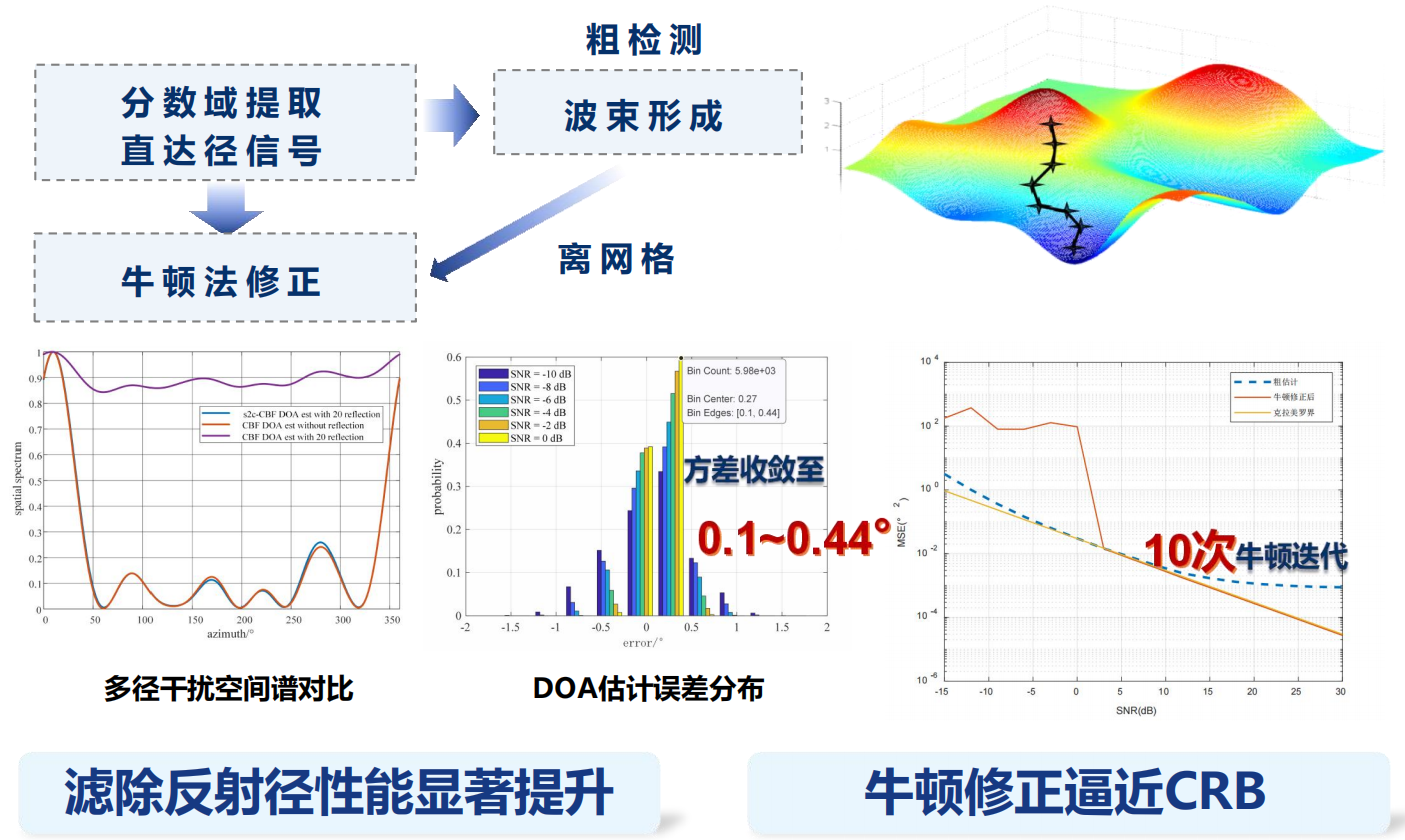 粗检测
分数域提取
直达径信号
波束形成
牛顿法修正
离网格
3
2
1
1
0.9
0.8
0.7
0.6
0.5
0.4
0.3
0.2
0.1
0
spatial spectrum
s2c-CBF DOA est with 20 reflection
CBF DOA est without reflection
CBF DOA est with 20 reflection
0 50 100 150 200 250 300 350
azimuth/°
多径干扰空间谱对比
0.6
0.5
0.4
0.3
0.2
0.1
0
probability
SNR = -10 dB
SNR = -8 dB
SNR = -6 dB
SNR = -4 dB
SNR = -2 dB
SNR = 0 dB
Bin Count: 5.98e+03
Bin Center: 0.27
Bin Edges: [0.1, 0.44]
方差收敛至
0.1~0.44°
-2 -1.5 -1 -0.5 0 0.5 1 1.5 2
error/°
DOA估计误差分布
10 4
10 2
10 0
10 -2
10 -4
10 -6
MSE(° 2)
粗估计
牛顿修正后
克拉美罗界
10次牛顿迭代
-15 -10 -5 0 5 10 15 20 25 30
SNR(dB)
滤除反射径性能显著提升
牛顿修正逼近CRB